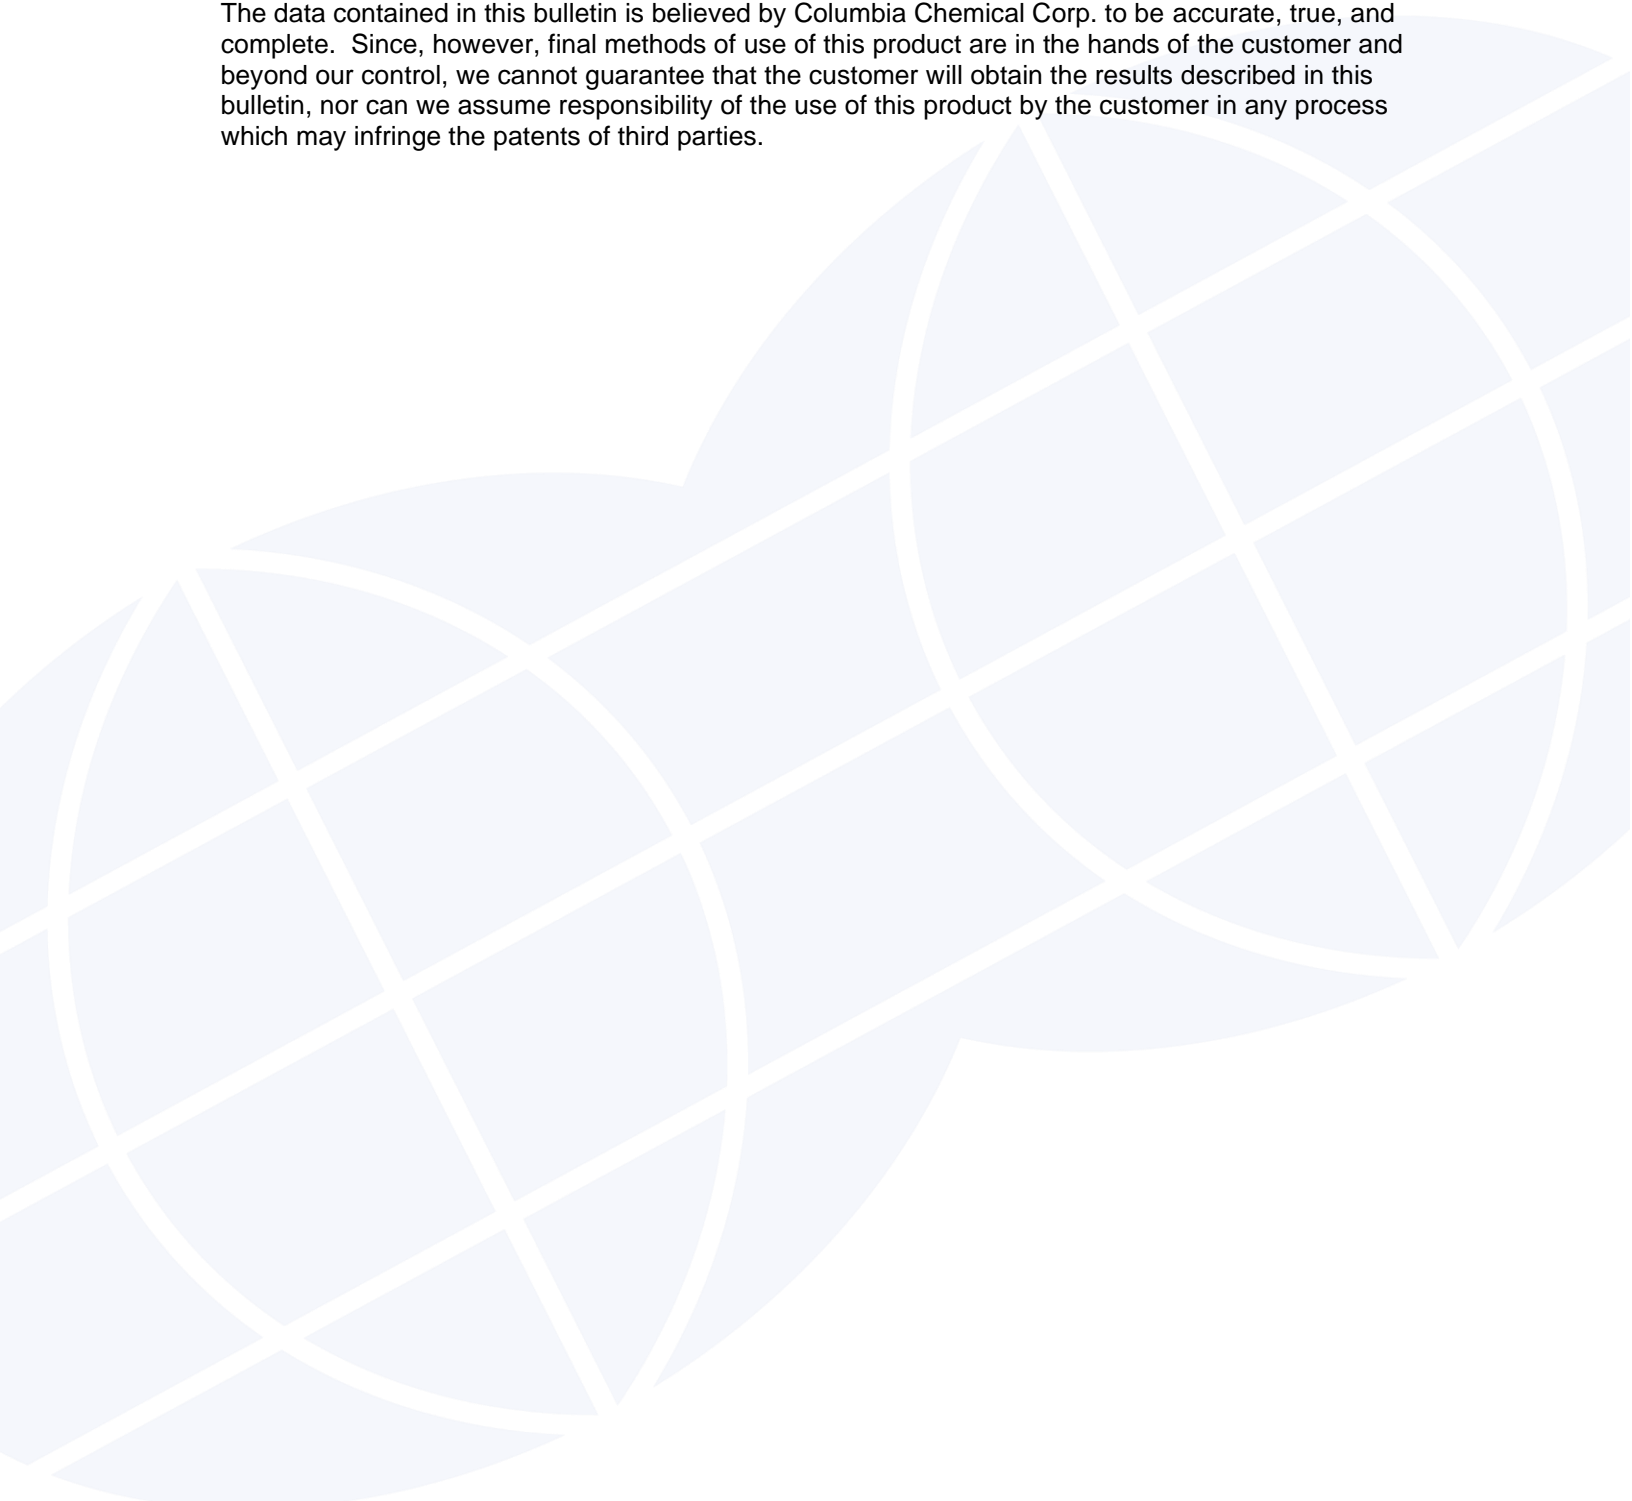 The data contained in this bulletin is believed by Columbia Chemical Corp. to be accurate, true, and
complete.  Since, however, final methods of use of this product are in the hands of the customer and
beyond our control, we cannot guarantee that the customer will obtain the results described in this
bulletin, nor can we assume responsibility of the use of this product by the customer in any process
which may infringe the patents of third parties.